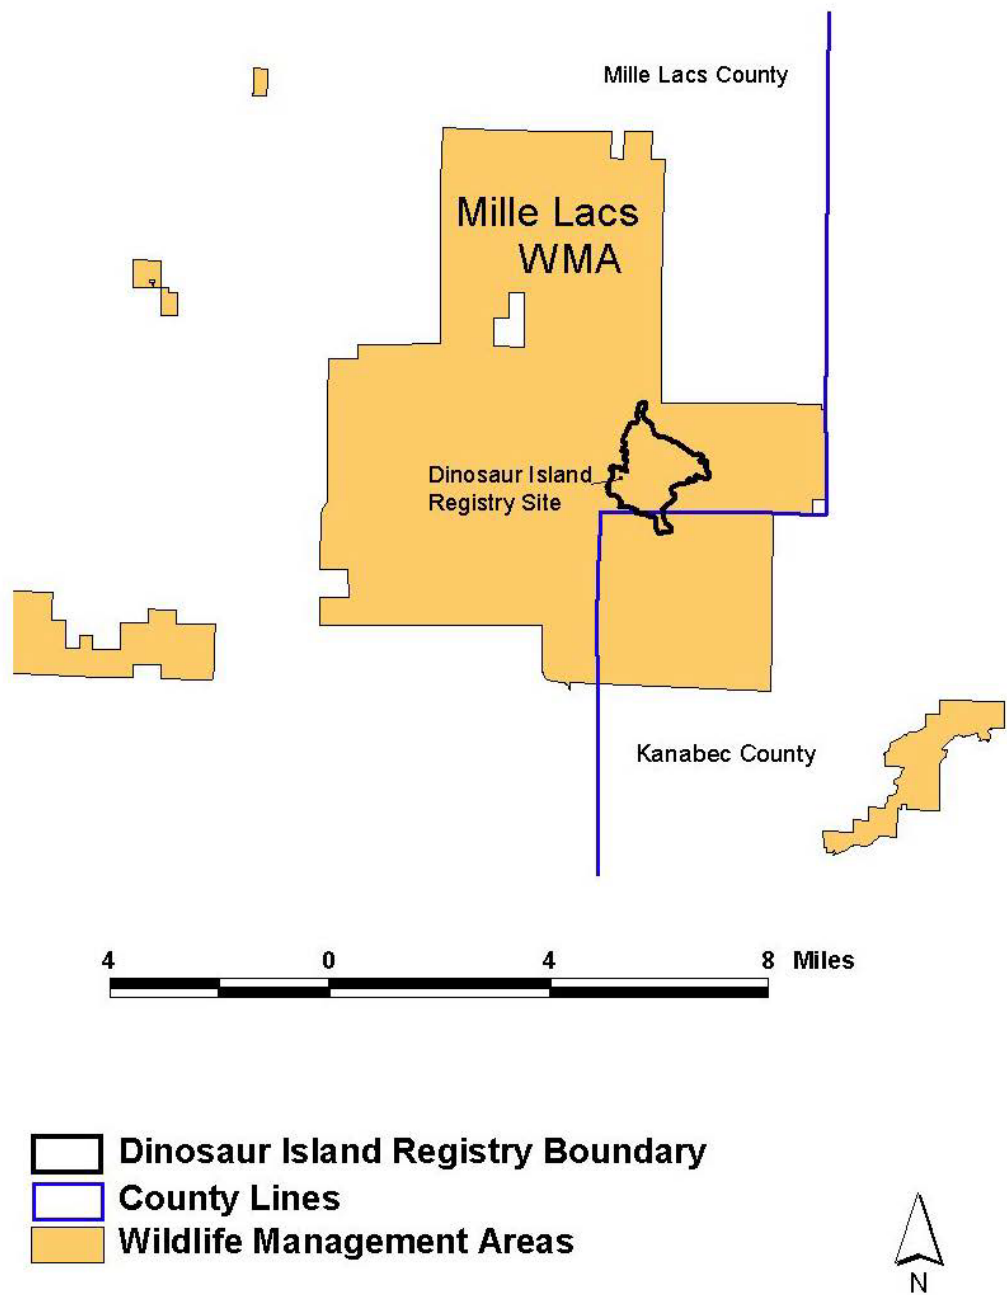 Mille Lacs County
Mille Lacs
WMA
Dinosaur Island
Registry Site
Kanabec County
4 0 4 8 Miles
Dinosaur Island Registry Boundary
County Lines
Wildlife Management Areas
N